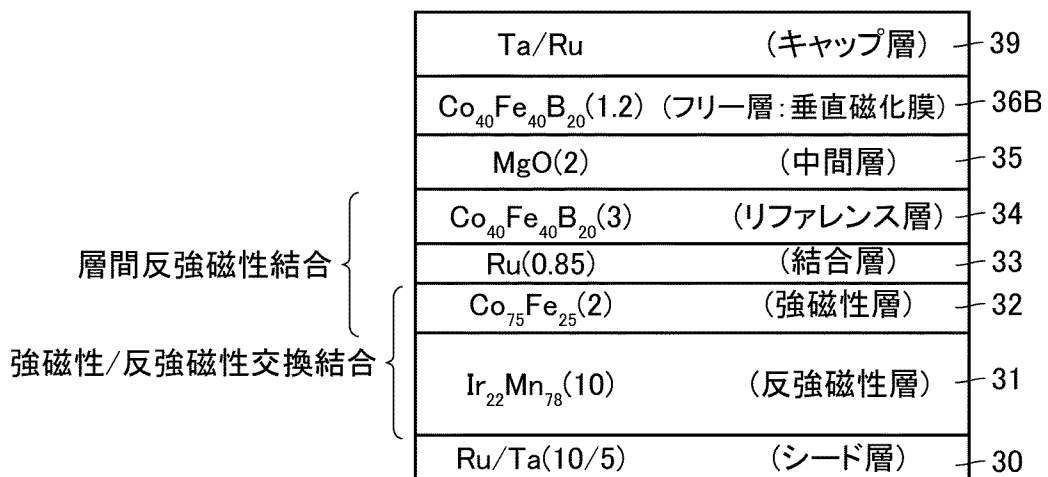 Ta/Ru (キャップ層) 39
Co40Fe40B20(1.2) (フリー層:垂直磁化膜) 36B
MgO(2) (中間層) 35
Co40Fe40B20(3) (リファレンス層) 34
層間反強磁性結合
Ru(0.85) (結合層) 33
Co75Fe25(2) (強磁性層) 32
強磁性/反強磁性交換結合
Ir22Mn78(10) (反強磁性層) 31
Ru/Ta(10/5) (シード層) 30